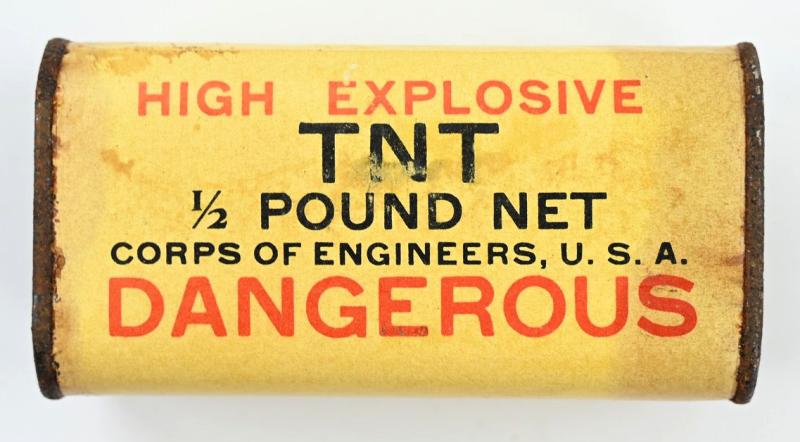 HIGH EXPLOSIVE
TNT
½ POUND NET
CORPS OF ENGINEERS, U. S. A.
DANGEROUS